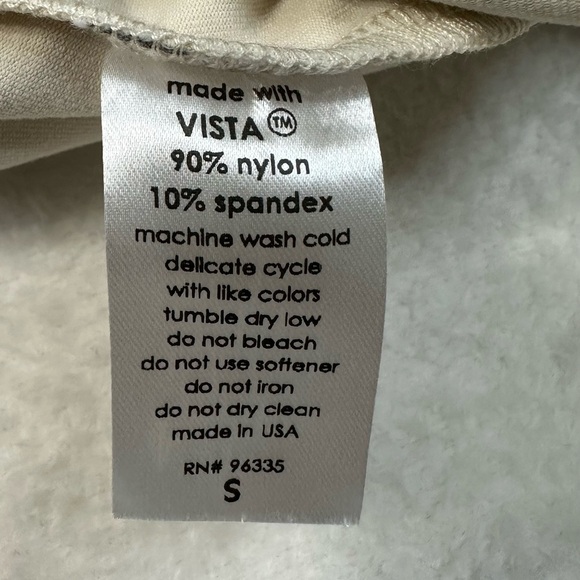 made with
VISTA™
90% nylon
10% spandex
machine wash cold
delicate cycle
with like colors
tumble dry low
do not bleach
do not use softener
do not iron
do not dry clean
made in USA
RN# 96335
S